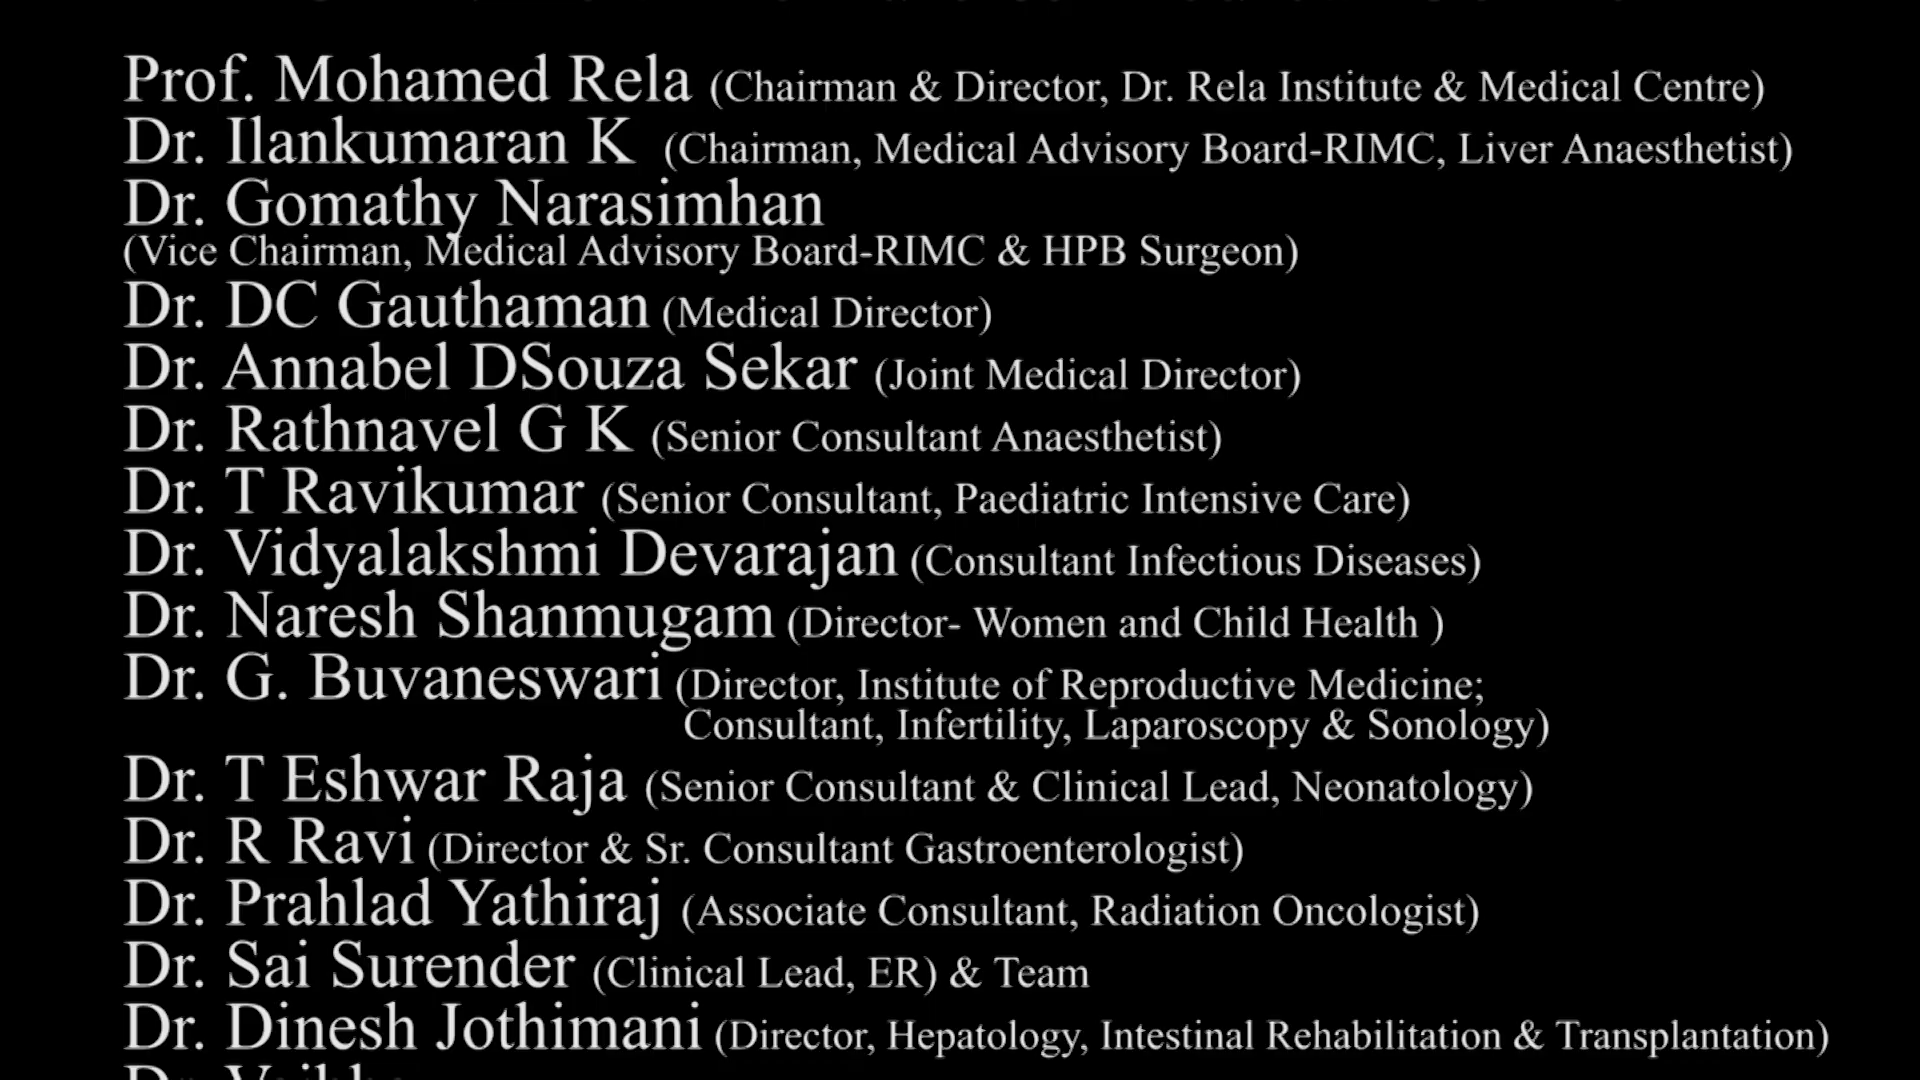 Prof. Mohamed Rela (Chairman & Director, Dr. Rela Institute & Medical Centre)
Dr. Ilankumaran K (Chairman, Medical Advisory Board-RIMC, Liver Anaesthetist)
Dr. Gomathy Narasimhan
(Vice Chairman, Medical Advisory Board-RIMC & HPB Surgeon)
Dr. DC Gauthaman (Medical Director)
Dr. Annabel DSouza Sekar (Joint Medical Director)
Dr. Rathnavel G K (Senior Consultant Anaesthetist)
Dr. T Ravikumar (Senior Consultant, Paediatric Intensive Care)
Dr. Vidyalakshmi Devarajan (Consultant Infectious Diseases)
Dr. Naresh Shanmugam (Director- Women and Child Health )
Dr. G. Buvaneswari (Director, Institute of Reproductive Medicine;
Consultant, Infertility, Laparoscopy & Sonology)
Dr. T Eshwar Raja (Senior Consultant & Clinical Lead, Neonatology)
Dr. R Ravi (Director & Sr. Consultant Gastroenterologist)
Dr. Prahlad Yathiraj (Associate Consultant, Radiation Oncologist)
Dr. Sai Surender (Clinical Lead, ER) & Team
Dr. Dinesh Jothimani (Director, Hepatology, Intestinal Rehabilitation & Transplantation)
Dr.